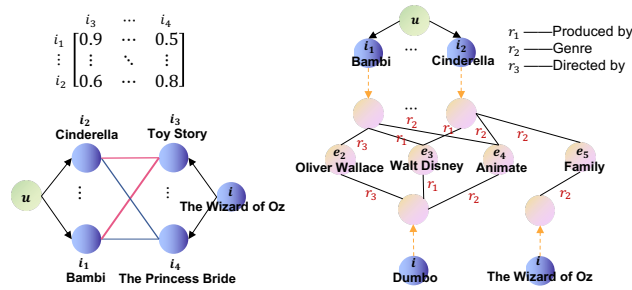 i3 ⋯ i4
i1 0.9 ⋯ 0.5
⋮ ⋮ ⋱ ⋮
i2 0.6 ⋯ 0.8
i2
Cinderella
i3
Toy Story
u
⋮
⋮
i
The Wizard of Oz
i1
Bambi
i4
The Princess Bride
u
i1
Bambi
...
i2
Cinderella
r1 ——Produced by
r2 ——Genre
r3 ——Directed by
...
r2
r3
r1
r1
r2
r2
e2
Oliver Wallace
e3
Walt Disney
e4
Animate
e5
Family
r3
r1
r2
r2
i
Dumbo
i
The Wizard of Oz